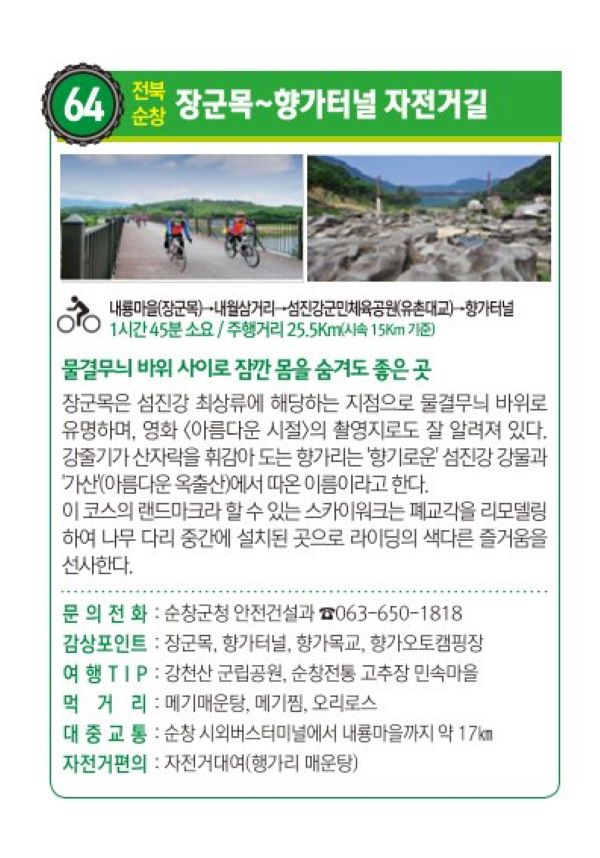 64 전북 순창 장군목~향가터널 자전거길
내룡마을(장군목)→내월삼거리→섬진강군민체육공원(유촌대교)→향가터널
1시간 45분 소요 / 주행거리 25.5Km(시속 15Km 기준)
물결무늬 바위 사이로 잠깐 몸을 숨겨도 좋은 곳
장군목은 섬진강 최상류에 해당하는 지점으로 물결무늬 바위로
유명하며, 영화 <아름다운 시절>의 촬영지로도 잘 알려져 있다.
강줄기가 산자락을 휘감아 도는 향가리는 '향기로운' 섬진강 강물과
'가산'(아름다운 옥출산)에서 따온 이름이라고 한다.
이 코스의 랜드마크라 할 수 있는 스카이워크는 폐교각을 리모델링
하여 나무 다리 중간에 설치된 곳으로 라이딩의 색다른 즐거움을
선사한다.
문의전화 : 순창군청 안전건설과 ☎063-650-1818
감상포인트 : 장군목, 향가터널, 향가목교, 향가오토캠핑장
여행TIP : 강천산 군립공원, 순창전통 고추장 민속마을
먹거리 : 메기매운탕, 메기찜, 오리로스
대중교통 : 순창 시외버스터미널에서 내룡마을까지 약 17㎞
자전거편의 : 자전거대여(행가리 매운탕)